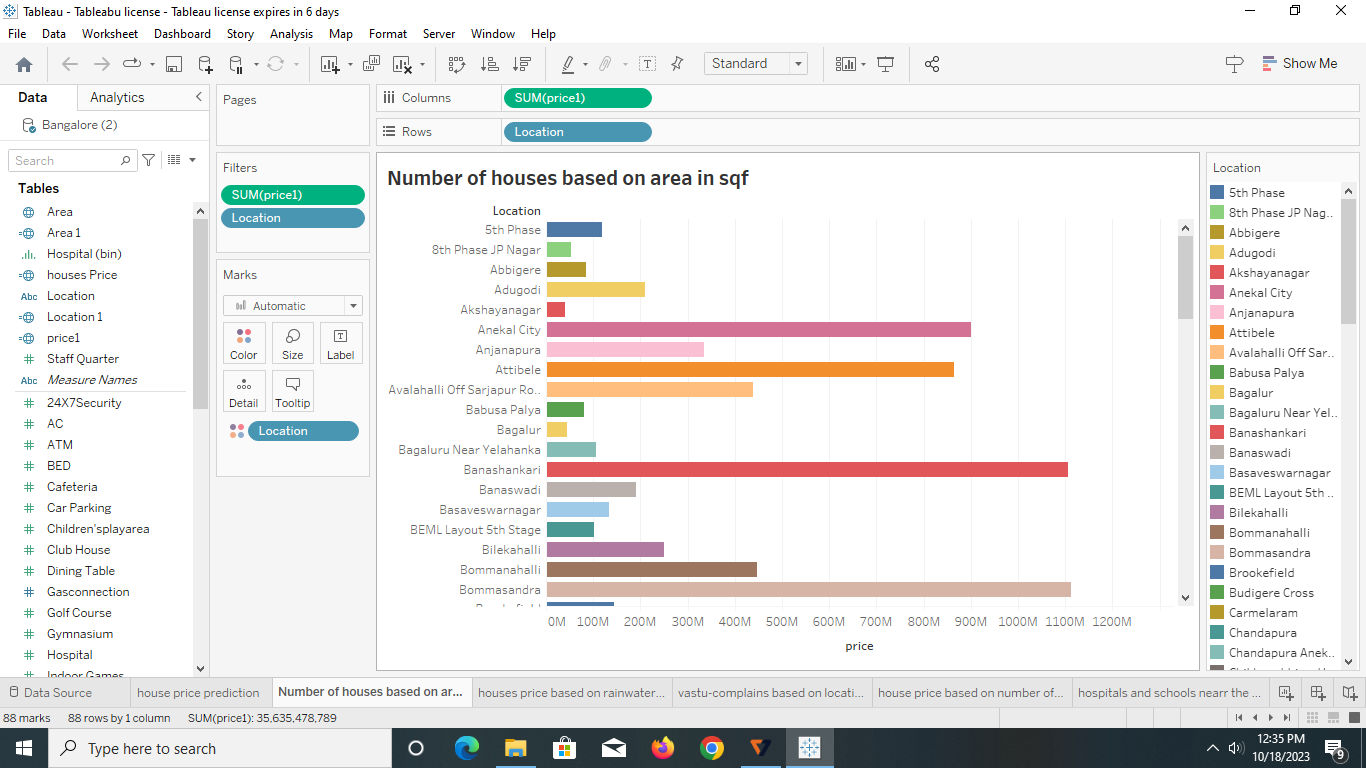 Tableau - Tableabu license - Tableau license expires in 6 days
File Data Worksheet Dashboard Story Analysis Map Format Server Window Help
Standard
Show Me
Data Analytics
Bangalore (2)
Search
Tables
Area
Area 1
Hospital (bin)
houses Price
Abc Location
Location 1
price1
Staff Quarter
Abc Measure Names
24X7Security
AC
ATM
BED
Cafeteria
Car Parking
Children'splayarea
Club House
Dining Table
Gasconnection
Golf Course
Gymnasium
Hospital
Indoor Games
Pages
Filters
SUM(price1)
Location
Marks
Automatic
Color Size Label
Detail Tooltip
Location
Columns SUM(price1)
Rows Location
Number of houses based on area in sqf
Location
5th Phase
8th Phase JP Nagar
Abbigere
Adugodi
Akshayanagar
Anekal City
Anjanapura
Attibele
Avalahalli Off Sarjapur Ro..
Babusa Palya
Bagalur
Bagaluru Near Yelahanka
Banashankari
Banaswadi
Basaveswarnagar
BEML Layout 5th Stage
Bilekahalli
Bommanahalli
Bommasandra
Brookefield
0M 100M 200M 300M 400M 500M 600M 700M 800M 900M 1000M 1100M 1200M
price
Location
5th Phase
8th Phase JP Nag..
Abbigere
Adugodi
Akshayanagar
Anekal City
Anjanapura
Attibele
Avalahalli Off Sar..
Babusa Palya
Bagalur
Bagaluru Near Yel..
Banashankari
Banaswadi
Basaveswarnagar
BEML Layout 5th ..
Bilekahalli
Bommanahalli
Bommasandra
Brookefield
Budigere Cross
Carmelaram
Chandapura
Chandapura Anek..
Data Source house price prediction Number of houses based on ar... houses price based on rainwater... vastu-complains based on locati... house price based on number of... hospitals and schools nearr the ...
88 marks 88 rows by 1 column SUM(price1): 35,635,478,789
Type here to search
12:35 PM
10/18/2023
9